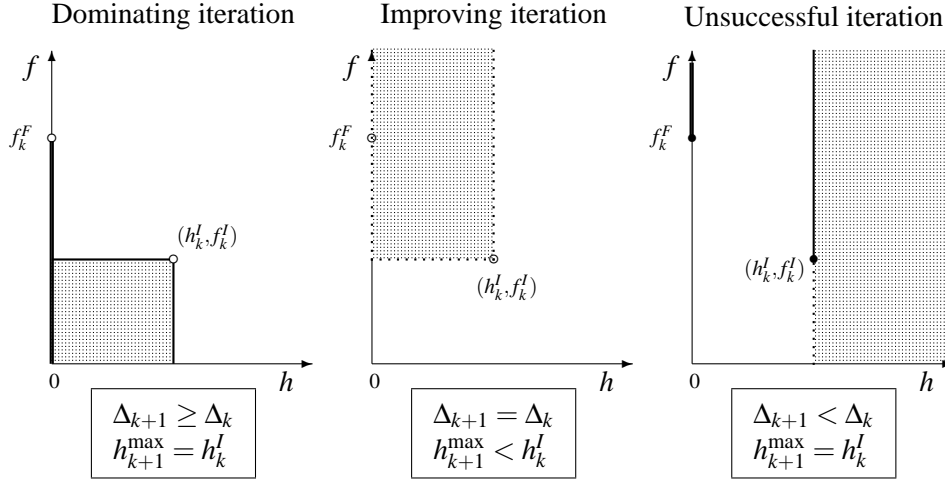 Dominating iteration
f
f_k^F
(h_k^I, f_k^I)
0
h
Δ_{k+1} ≥ Δ_k
h_{k+1}^{max} = h_k^I
Improving iteration
f
f_k^F
(h_k^I, f_k^I)
0
h
Δ_{k+1} = Δ_k
h_{k+1}^{max} < h_k^I
Unsuccessful iteration
f
f_k^F
(h_k^I, f_k^I)
0
h
Δ_{k+1} < Δ_k
h_{k+1}^{max} = h_k^I